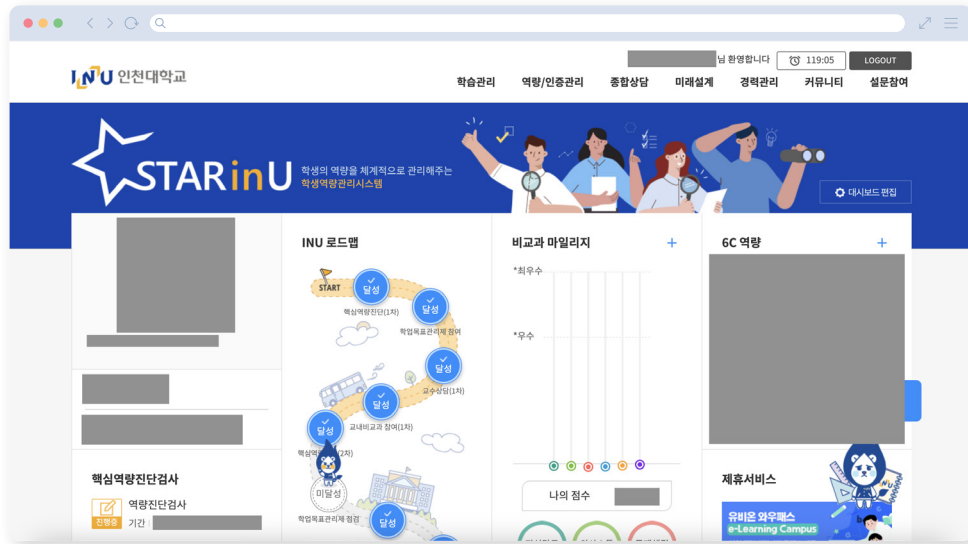 INU 인천대학교
님 환영합니다
119:05
LOGOUT
학습관리 역량/인증관리 종합상담 미래설계 경력관리 커뮤니티 설문참여
STARinU
학생의 역량을 체계적으로 관리해주는
학생역량관리시스템
대시보드 편집
INU 로드맵
START
달성
핵심역량진단(1차)
달성
학업목표관리제 참여
달성
교수상담(1차)
달성
교내비교과 참여(1차)
달성
미달성
학업목표관리제 점검
달성
비교과 마일리지 +
*최우수
*우수
나의 점수
6C 역량 +
핵심역량진단검사
역량진단검사
진행중
기간
제휴서비스
유비온 와우패스
e-Learning Campus